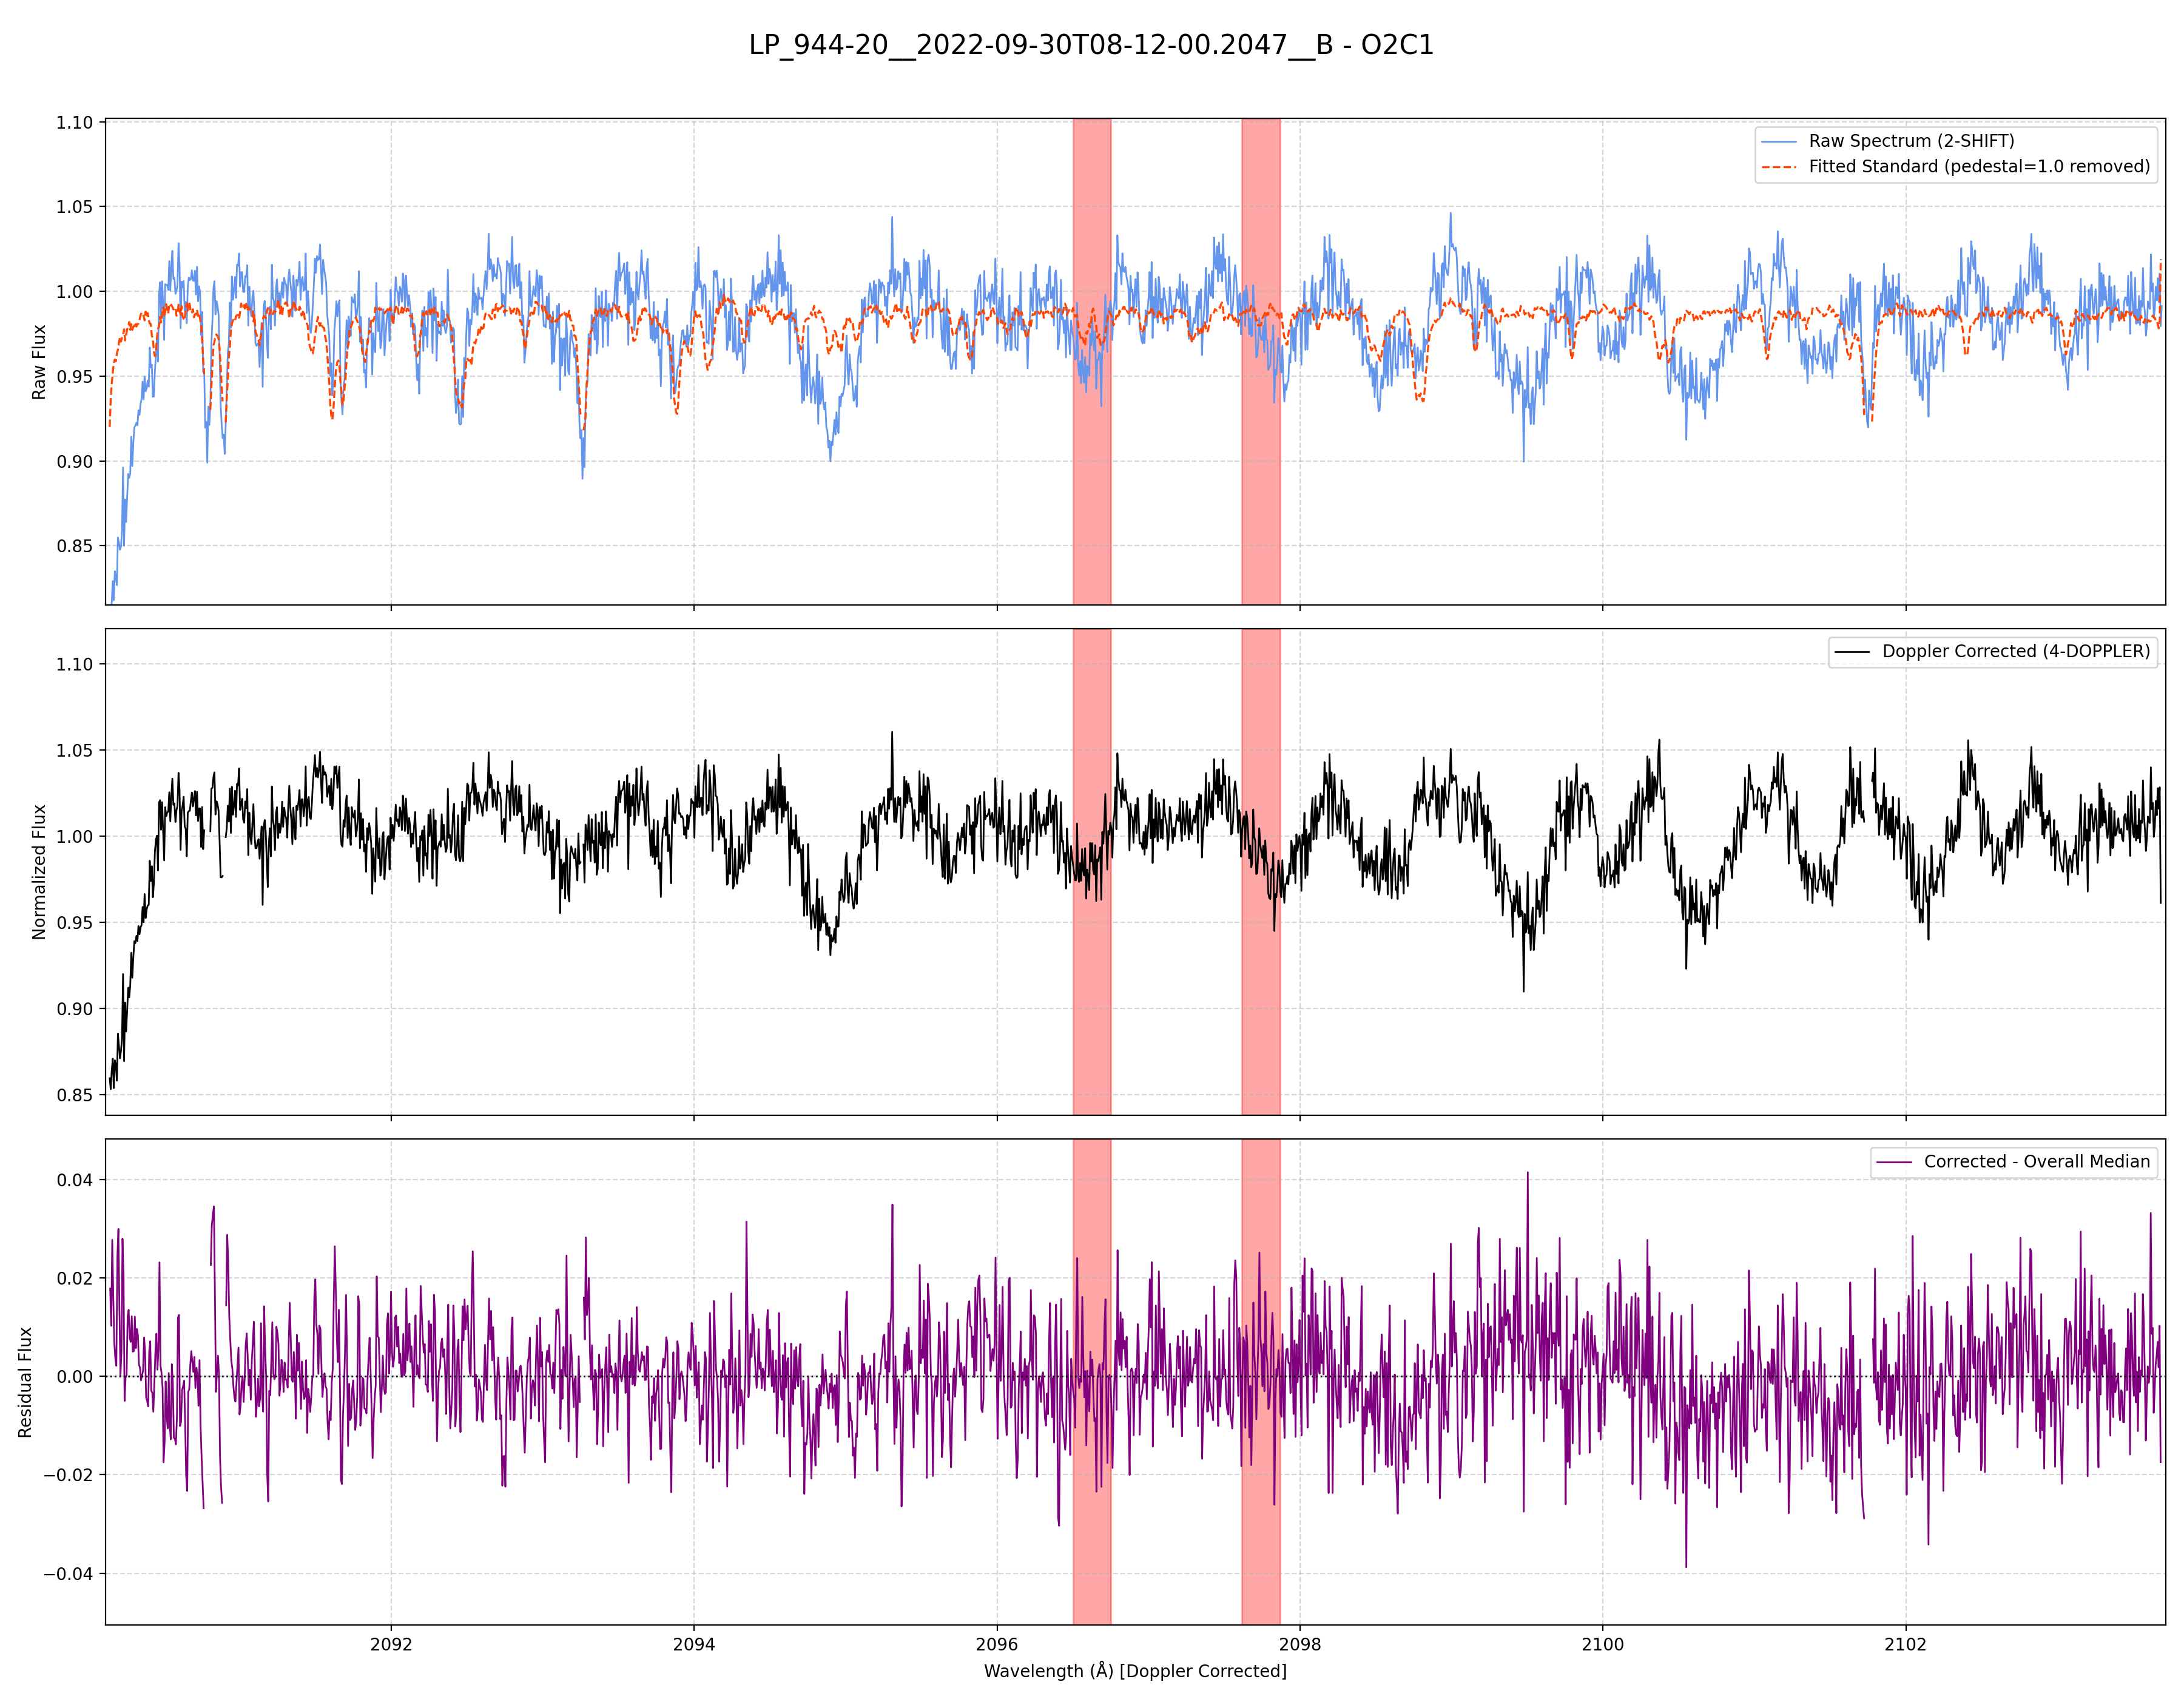 LP_944-20__2022-09-30T08-12-00.2047__B - O2C1
1.10
1.05
1.00
0.95
0.90
0.85
Raw Flux
Raw Spectrum (2-SHIFT)
Fitted Standard (pedestal=1.0 removed)
1.10
1.05
1.00
0.95
0.90
0.85
Normalized Flux
Doppler Corrected (4-DOPPLER)
0.04
0.02
0.00
−0.02
−0.04
Residual Flux
Corrected - Overall Median
2092 2094 2096 2098 2100 2102
Wavelength (Å) [Doppler Corrected]